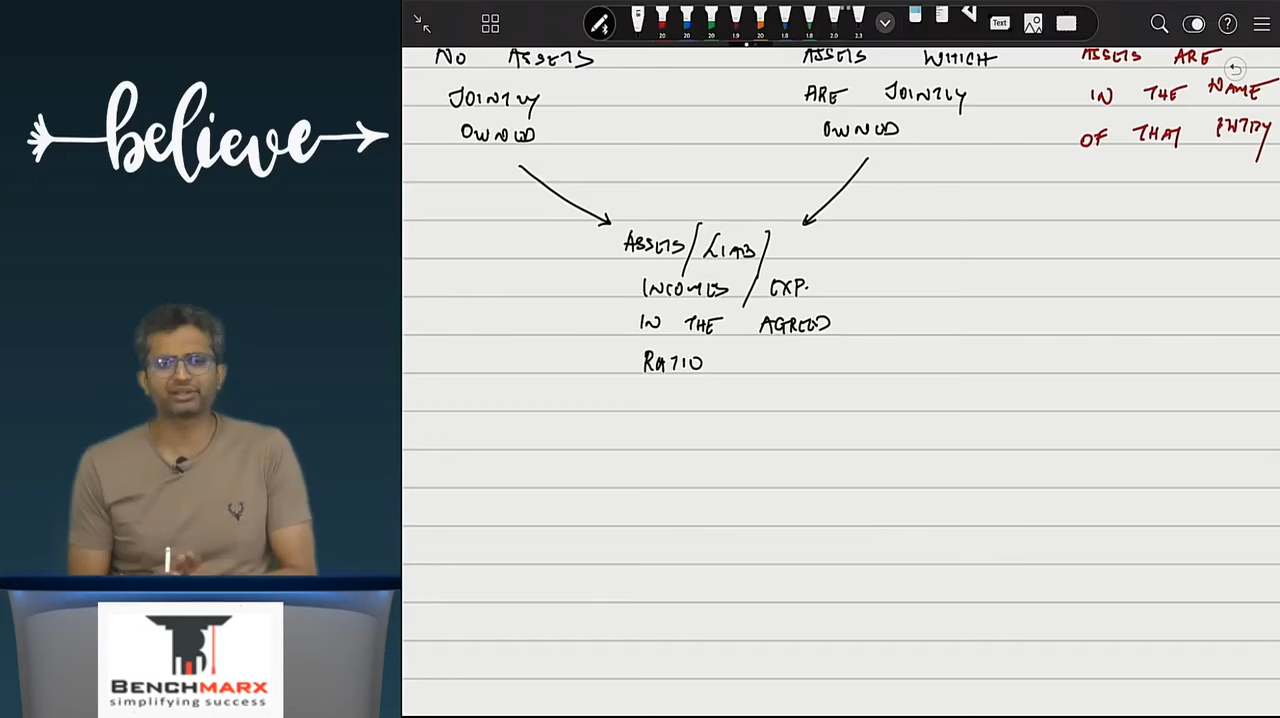 believe
BENCHMARX
simplifying success
Text
NO ASSETS
JOINTLY
OWNED
ASSETS WHICH
ARE JOINTLY
OWNED
ASSETS ARE
IN THE NAME
OF THAT ENTRY
ASSETS / LIAB /
INCOMES / EXP.
IN THE AGREED
RATIO